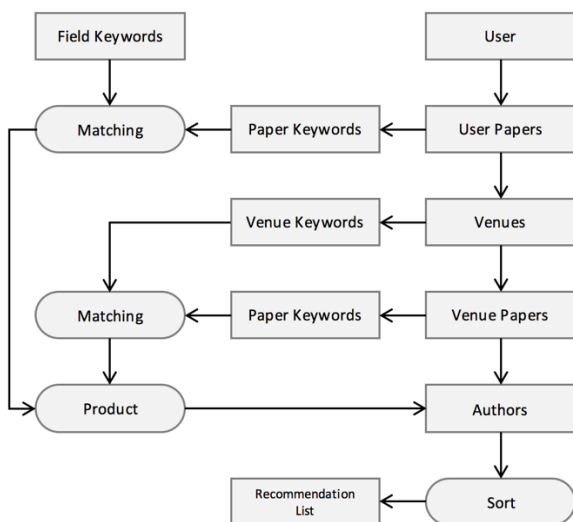 Field Keywords
User
Matching
Paper Keywords
User Papers
Venue Keywords
Venues
Matching
Paper Keywords
Venue Papers
Product
Authors
Recommendation
List
Sort